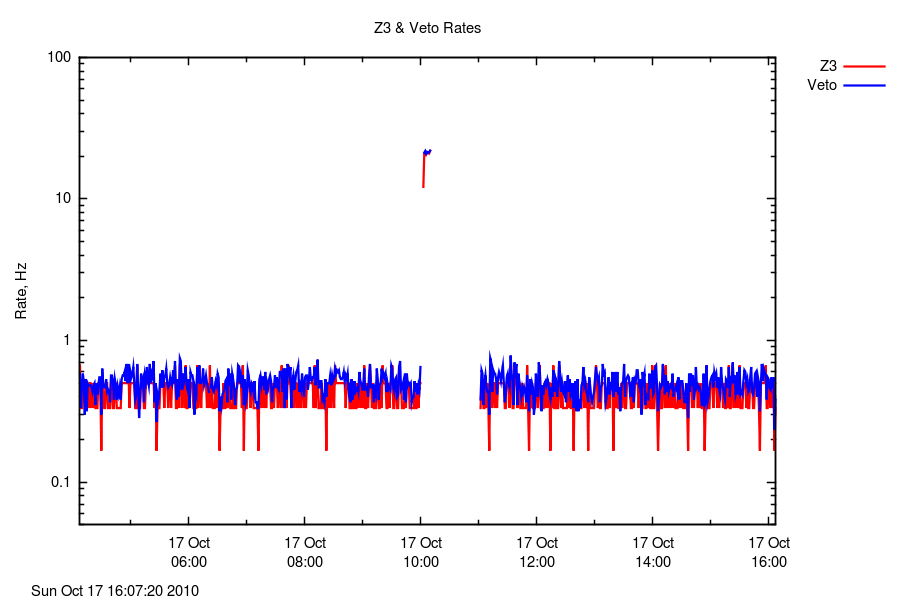 Z3 & Veto Rates
Z3
Veto
100
10
1
0.1
Rate, Hz
17 Oct 17 Oct 17 Oct 17 Oct 17 Oct 17 Oct
06:00 08:00 10:00 12:00 14:00 16:00
Sun Oct 17 16:07:20 2010